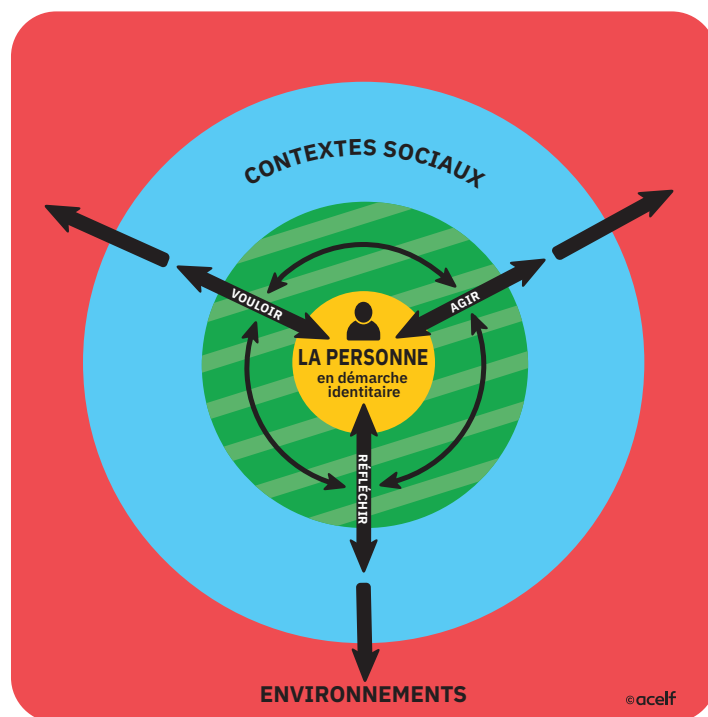 CONTEXTES SOCIAUX
VOULOIR
AGIR
LA PERSONNE
en démarche
identitaire
RÉFLÉCHIR
ENVIRONNEMENTS
©acelf